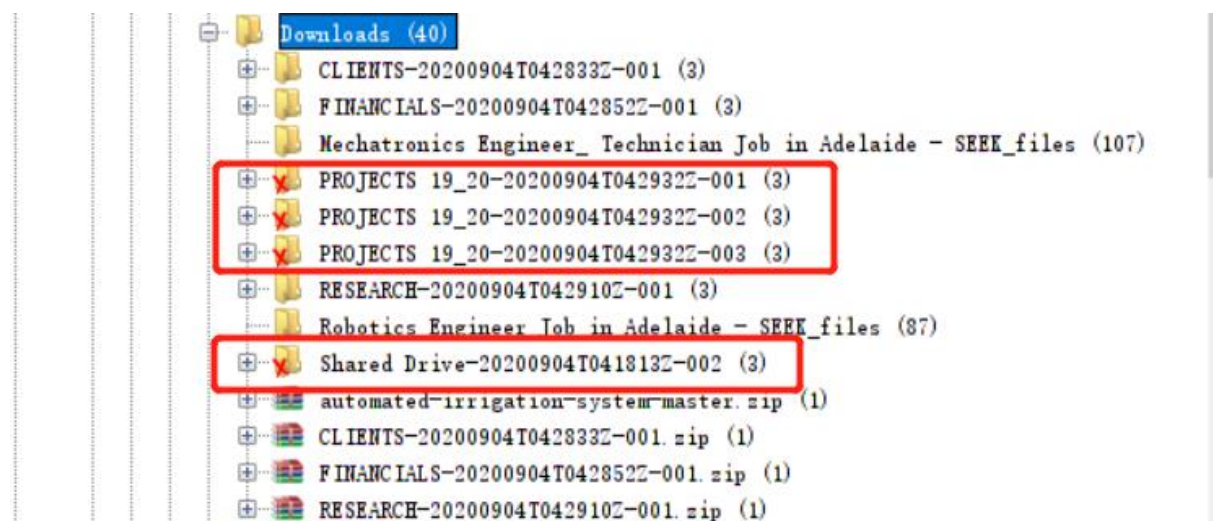 Downloads (40)
CLIENTS-20200904T042833Z-001 (3)
FINANCIALS-20200904T042852Z-001 (3)
Mechatronics Engineer_ Technician Job in Adelaide - SEEK_files (107)
PROJECTS 19_20-20200904T042932Z-001 (3)
PROJECTS 19_20-20200904T042932Z-002 (3)
PROJECTS 19_20-20200904T042932Z-003 (3)
RESEARCH-20200904T042910Z-001 (3)
Robotics Engineer Job in Adelaide - SEEK_files (87)
Shared Drive-20200904T041813Z-002 (3)
automated-irrigation-system-master.zip (1)
CLIENTS-20200904T042833Z-001.zip (1)
FINANCIALS-20200904T042852Z-001.zip (1)
RESEARCH-20200904T042910Z-001.zip (1)